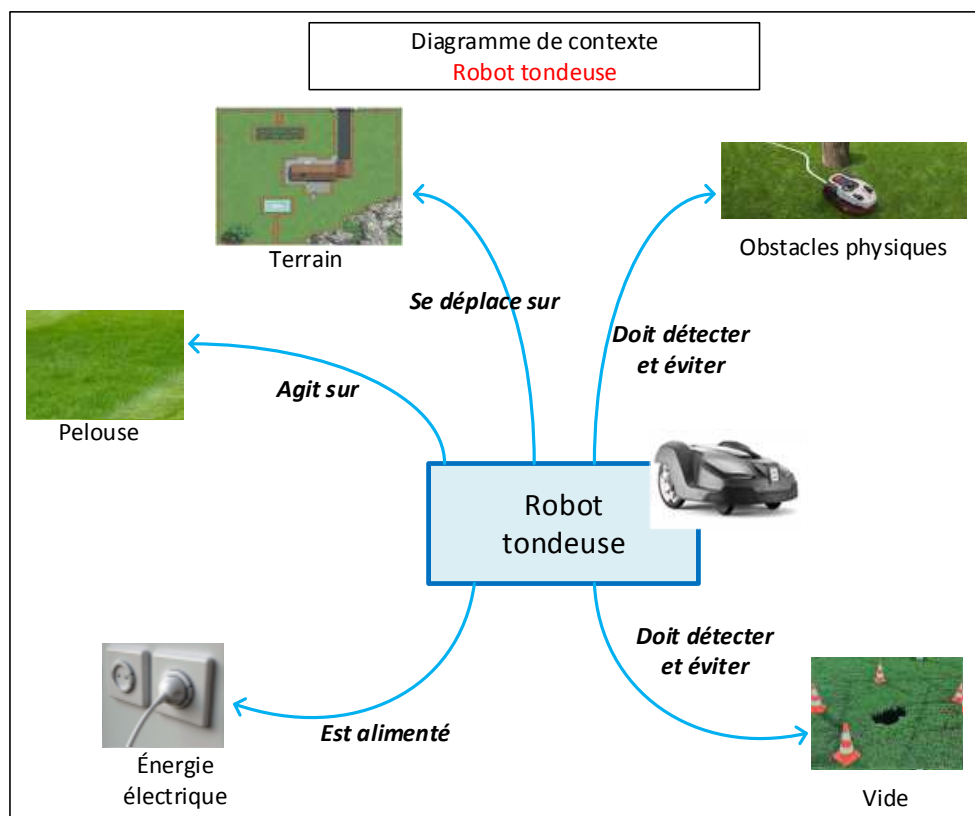 Diagramme de contexte
Robot tondeuse
Terrain
Obstacles physiques
Se déplace sur
Doit détecter
et éviter
Agit sur
Pelouse
Robot
tondeuse
Doit détecter
et éviter
Est alimenté
Énergie
électrique
Vide